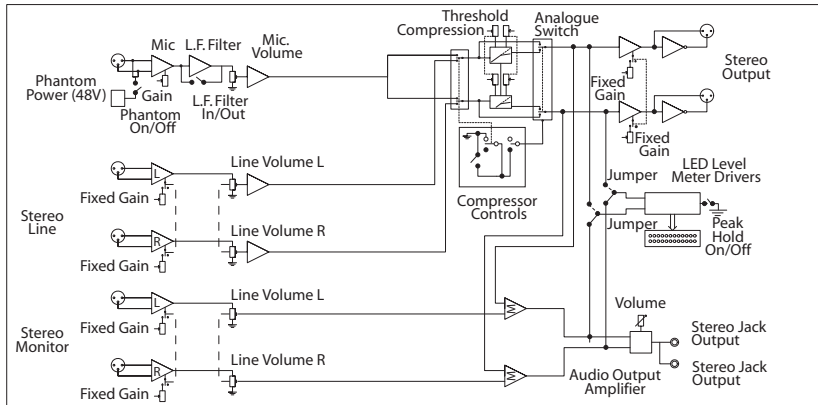 Threshold
Compression
Analogue
Switch
Mic
L.F. Filter
Mic.
Volume
Phantom
Power (48V)
Gain
Phantom
On/Off
L.F. Filter
In/Out
Fixed
Gain
Stereo
Output
Fixed
Gain
Line Volume L
L
Fixed Gain
Stereo
Line
Line Volume R
R
Fixed Gain
Compressor
Controls
Jumper
LED Level
Meter Drivers
Jumper
Peak
Hold
On/Off
Line Volume L
L
Fixed Gain
Stereo
Monitor
Line Volume R
R
Fixed Gain
M
M
Volume
Audio Output
Amplifier
Stereo Jack
Output
Stereo Jack
Output